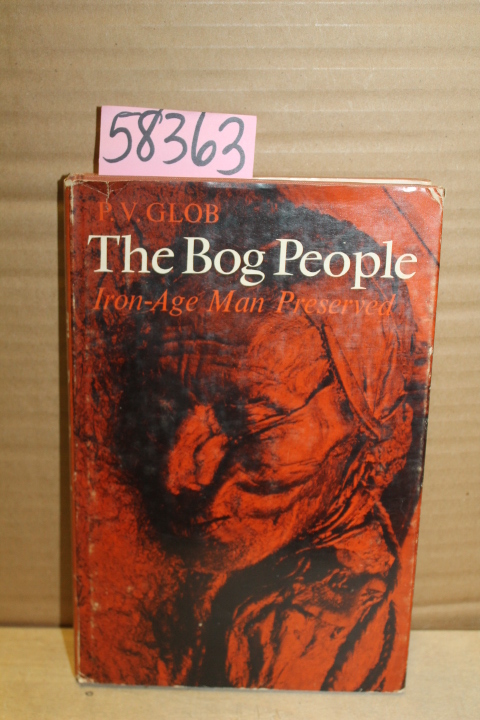 58363
P. V. GLOB
The Bog People
Iron-Age Man Preserved